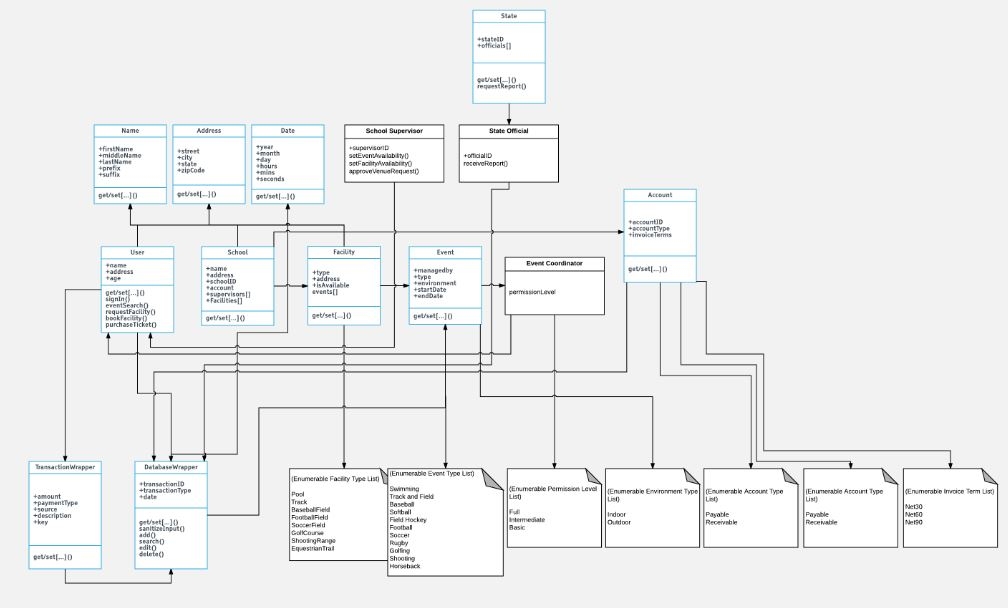 State
+stateID
+officials[]
get/set[...]()
requestReport()
Name
+firstName
+middleName
+lastName
+prefix
+suffix
get/set[...]()
Address
+street
+city
+state
+zipCode
get/set[...]()
Date
+year
+month
+day
+hours
+mins
+seconds
get/set[...]()
School Supervisor
+supervisorID
setEventAvailability()
setFacilityAvailability()
approveVenueRequest()
State Official
+officialID
receiveReport()
Account
+accountID
+accountType
+invoiceTerms
get/set[...]()
User
+name
+address
+age
get/set[...]()
signIn()
eventSearch()
requestFacility()
bookFacility()
purchaseTicket()
School
+name
+address
+schoolID
+account
+supervisors[]
+facilities[]
get/set[...]()
Facility
+type
+address
+isAvailable
events[]
get/set[...]()
Event
+managedby
+type
+environment
+startDate
+endDate
get/set[...]()
Event Coordinator
permissionLevel
TransactionWrapper
+amount
+paymentType
+source
+description
+key
get/set[...]()
DatabaseWrapper
+transactionID
+transactionType
+date
get/set[...]()
sanitizeInput()
add()
search()
edit()
delete()
(Enumerable Facility Type List)
Pool
Track
BaseballField
FootballField
SoccerField
GolfCourse
ShootingRange
EquestrianTrail
(Enumerable Event Type List)
Swimming
Track and Field
Baseball
Softball
Field Hockey
Football
Soccer
Rugby
Golfing
Shooting
Horseback
(Enumerable Permission Level
List)
Full
Intermediate
Basic
(Enumerable Environment Type
List)
Indoor
Outdoor
(Enumerable Account Type
List)
Payable
Receivable
(Enumerable Account Type
List)
Payable
Receivable
(Enumerable Invoice Term List)
Net30
Net60
Net90